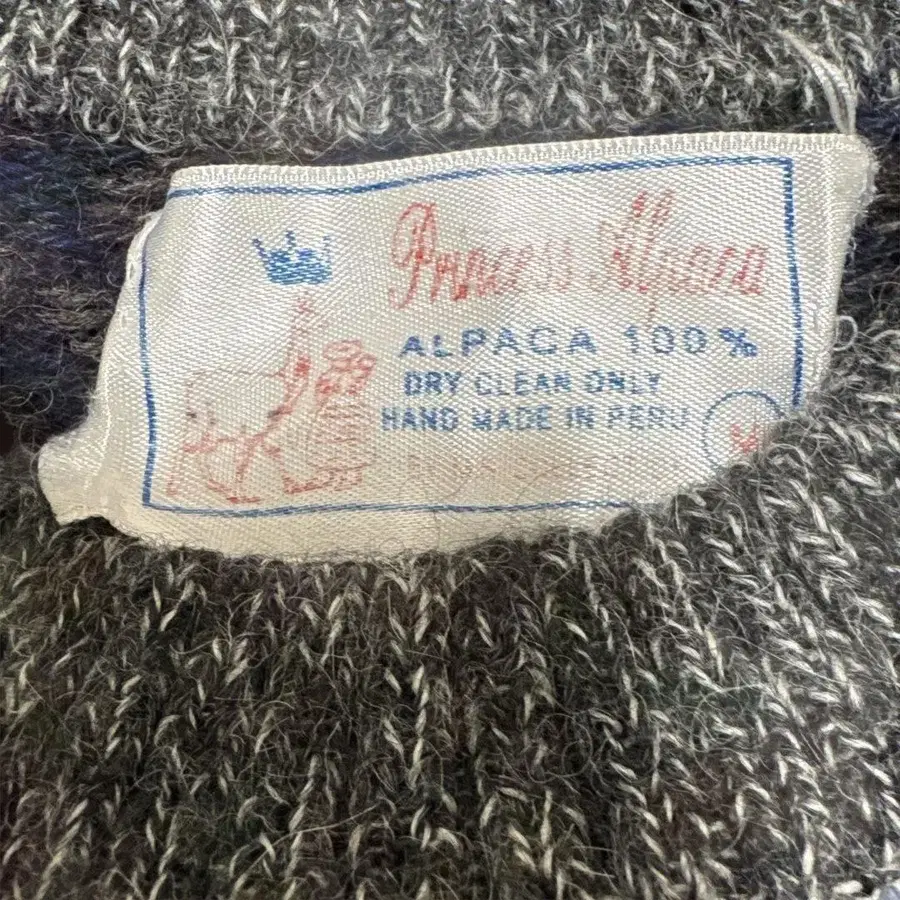 Princess Alpaca
ALPACA 100%
DRY CLEAN ONLY
HAND MADE IN PERU
M